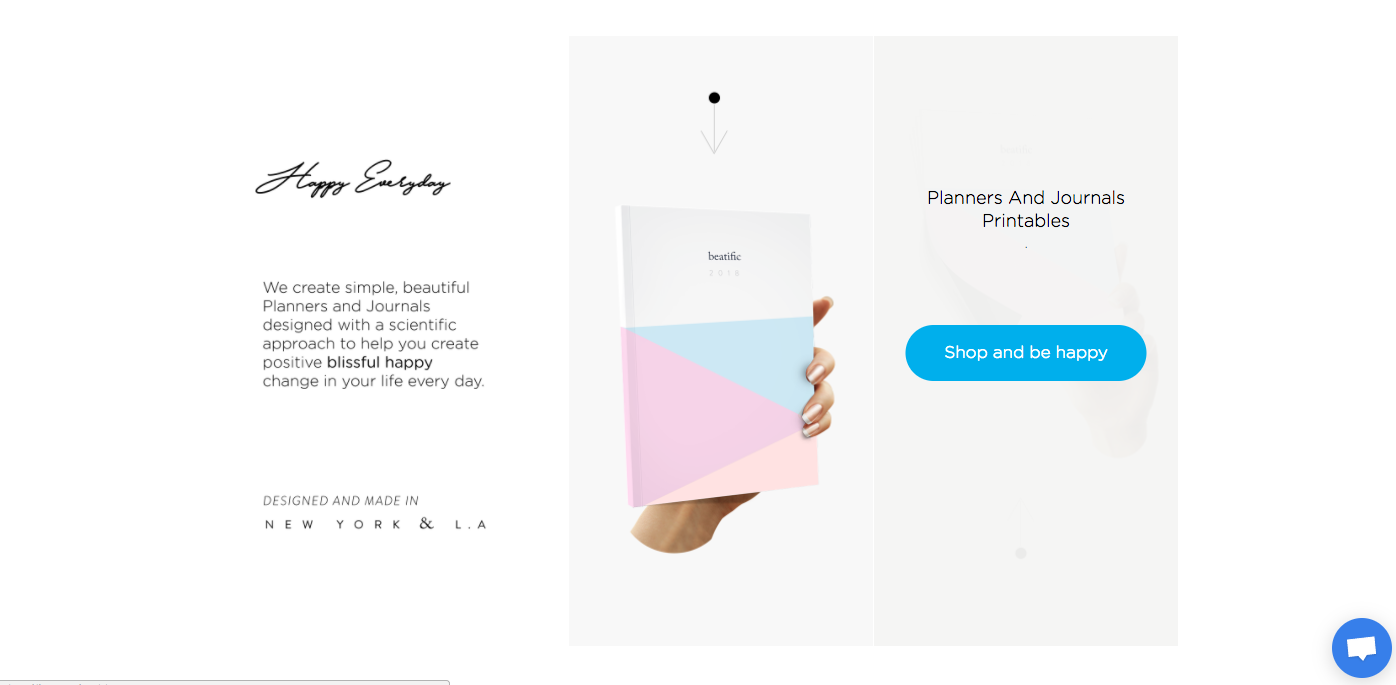 Happy Everyday
We create simple, beautiful
Planners and Journals
designed with a scientific
approach to help you create
positive blissful happy
change in your life every day.
DESIGNED AND MADE IN
NEW YORK & L.A
beatific
2018
Planners And Journals
Printables
.
Shop and be happy